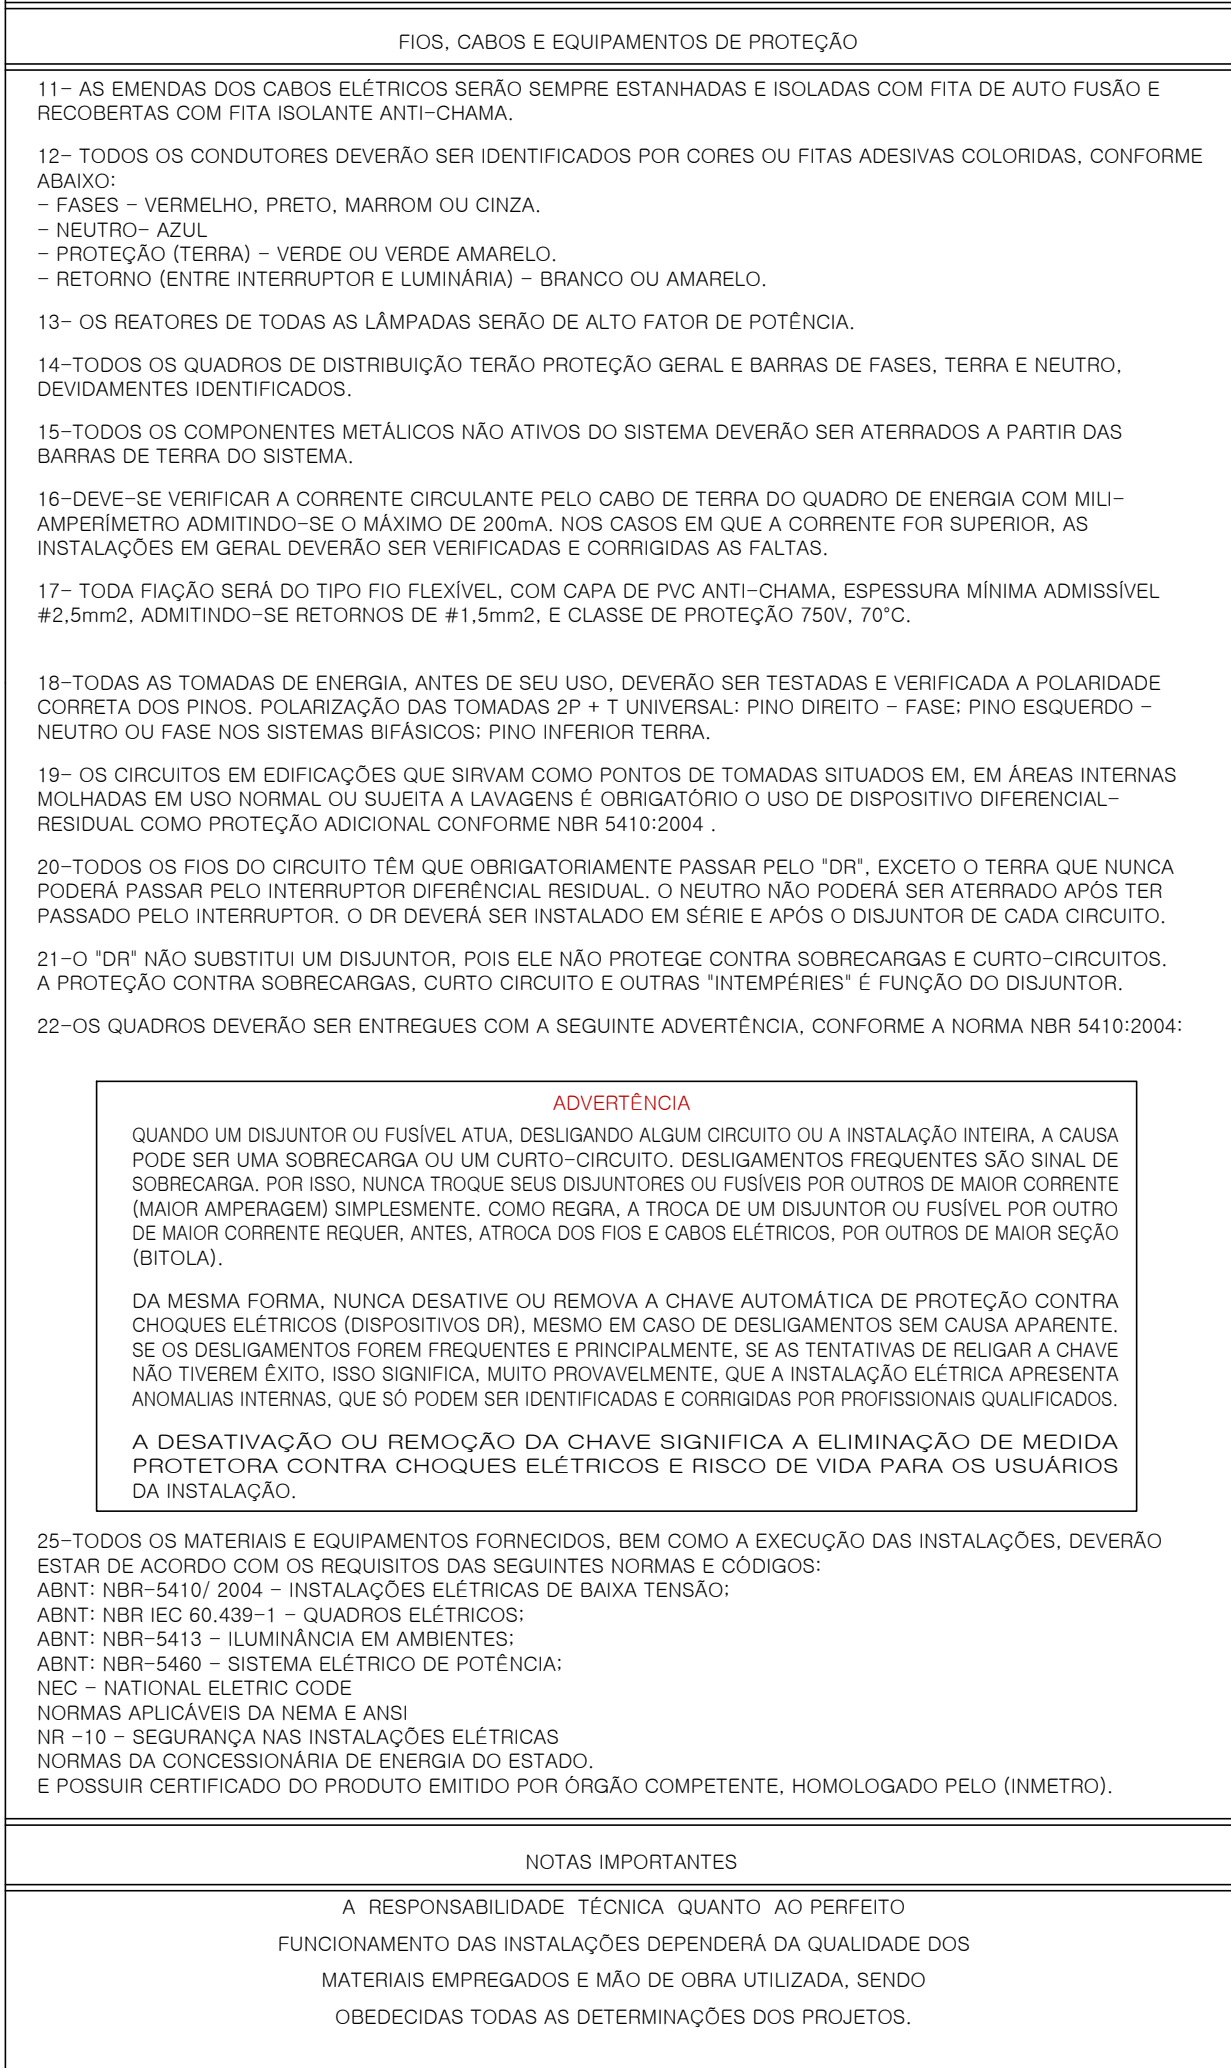 FIOS, CABOS E EQUIPAMENTOS DE PROTEÇÃO
11- AS EMENDAS DOS CABOS ELÉTRICOS SERÃO SEMPRE ESTANHADAS E ISOLADAS COM FITA DE AUTO FUSÃO E
RECOBERTAS COM FITA ISOLANTE ANTI-CHAMA.
12- TODOS OS CONDUTORES DEVERÃO SER IDENTIFICADOS POR CORES OU FITAS ADESIVAS COLORIDAS, CONFORME
ABAIXO:
- FASES - VERMELHO, PRETO, MARROM OU CINZA.
- NEUTRO- AZUL
- PROTEÇÃO (TERRA) - VERDE OU VERDE AMARELO.
- RETORNO (ENTRE INTERRUPTOR E LUMINÁRIA) - BRANCO OU AMARELO.
13- OS REATORES DE TODAS AS LÂMPADAS SERÃO DE ALTO FATOR DE POTÊNCIA.
14-TODOS OS QUADROS DE DISTRIBUIÇÃO TERÃO PROTEÇÃO GERAL E BARRAS DE FASES, TERRA E NEUTRO,
DEVIDAMENTES IDENTIFICADOS.
15-TODOS OS COMPONENTES METÁLICOS NÃO ATIVOS DO SISTEMA DEVERÃO SER ATERRADOS A PARTIR DAS
BARRAS DE TERRA DO SISTEMA.
16-DEVE-SE VERIFICAR A CORRENTE CIRCULANTE PELO CABO DE TERRA DO QUADRO DE ENERGIA COM MILI-
AMPERÍMETRO ADMITINDO-SE O MÁXIMO DE 200mA. NOS CASOS EM QUE A CORRENTE FOR SUPERIOR, AS
INSTALAÇÕES EM GERAL DEVERÃO SER VERIFICADAS E CORRIGIDAS AS FALTAS.
17- TODA FIAÇÃO SERÁ DO TIPO FIO FLEXÍVEL, COM CAPA DE PVC ANTI-CHAMA, ESPESSURA MÍNIMA ADMISSÍVEL
#2,5mm2, ADMITINDO-SE RETORNOS DE #1,5mm2, E CLASSE DE PROTEÇÃO 750V, 70°C.
18-TODAS AS TOMADAS DE ENERGIA, ANTES DE SEU USO, DEVERÃO SER TESTADAS E VERIFICADA A POLARIDADE
CORRETA DOS PINOS. POLARIZAÇÃO DAS TOMADAS 2P + T UNIVERSAL: PINO DIREITO - FASE; PINO ESQUERDO -
NEUTRO OU FASE NOS SISTEMAS BIFÁSICOS; PINO INFERIOR TERRA.
19- OS CIRCUITOS EM EDIFICAÇÕES QUE SIRVAM COMO PONTOS DE TOMADAS SITUADOS EM, EM ÁREAS INTERNAS
MOLHADAS EM USO NORMAL OU SUJEITA A LAVAGENS É OBRIGATÓRIO O USO DE DISPOSITIVO DIFERENCIAL-
RESIDUAL COMO PROTEÇÃO ADICIONAL CONFORME NBR 5410:2004 .
20-TODOS OS FIOS DO CIRCUITO TÊM QUE OBRIGATORIAMENTE PASSAR PELO "DR", EXCETO O TERRA QUE NUNCA
PODERÁ PASSAR PELO INTERRUPTOR DIFERÊNCIAL RESIDUAL. O NEUTRO NÃO PODERÁ SER ATERRADO APÓS TER
PASSADO PELO INTERRUPTOR. O DR DEVERÁ SER INSTALADO EM SÉRIE E APÓS O DISJUNTOR DE CADA CIRCUITO.
21-O "DR" NÃO SUBSTITUI UM DISJUNTOR, POIS ELE NÃO PROTEGE CONTRA SOBRECARGAS E CURTO-CIRCUITOS.
A PROTEÇÃO CONTRA SOBRECARGAS, CURTO CIRCUITO E OUTRAS "INTEMPÉRIES" É FUNÇÃO DO DISJUNTOR.
22-OS QUADROS DEVERÃO SER ENTREGUES COM A SEGUINTE ADVERTÊNCIA, CONFORME A NORMA NBR 5410:2004:
ADVERTÊNCIA
QUANDO UM DISJUNTOR OU FUSÍVEL ATUA, DESLIGANDO ALGUM CIRCUITO OU A INSTALAÇÃO INTEIRA, A CAUSA
PODE SER UMA SOBRECARGA OU UM CURTO-CIRCUITO. DESLIGAMENTOS FREQUENTES SÃO SINAL DE
SOBRECARGA. POR ISSO, NUNCA TROQUE SEUS DISJUNTORES OU FUSÍVEIS POR OUTROS DE MAIOR CORRENTE
(MAIOR AMPERAGEM) SIMPLESMENTE. COMO REGRA, A TROCA DE UM DISJUNTOR OU FUSÍVEL POR OUTRO
DE MAIOR CORRENTE REQUER, ANTES, ATROCA DOS FIOS E CABOS ELÉTRICOS, POR OUTROS DE MAIOR SEÇÃO
(BITOLA).
DA MESMA FORMA, NUNCA DESATIVE OU REMOVA A CHAVE AUTOMÁTICA DE PROTEÇÃO CONTRA
CHOQUES ELÉTRICOS (DISPOSITIVOS DR), MESMO EM CASO DE DESLIGAMENTOS SEM CAUSA APARENTE.
SE OS DESLIGAMENTOS FOREM FREQUENTES E PRINCIPALMENTE, SE AS TENTATIVAS DE RELIGAR A CHAVE
NÃO TIVEREM ÊXITO, ISSO SIGNIFICA, MUITO PROVAVELMENTE, QUE A INSTALAÇÃO ELÉTRICA APRESENTA
ANOMALIAS INTERNAS, QUE SÓ PODEM SER IDENTIFICADAS E CORRIGIDAS POR PROFISSIONAIS QUALIFICADOS.
A DESATIVAÇÃO OU REMOÇÃO DA CHAVE SIGNIFICA A ELIMINAÇÃO DE MEDIDA
PROTETORA CONTRA CHOQUES ELÉTRICOS E RISCO DE VIDA PARA OS USUÁRIOS
DA INSTALAÇÃO.
25-TODOS OS MATERIAIS E EQUIPAMENTOS FORNECIDOS, BEM COMO A EXECUÇÃO DAS INSTALAÇÕES, DEVERÃO
ESTAR DE ACORDO COM OS REQUISITOS DAS SEGUINTES NORMAS E CÓDIGOS:
ABNT: NBR-5410/ 2004 - INSTALAÇÕES ELÉTRICAS DE BAIXA TENSÃO;
ABNT: NBR IEC 60.439-1 - QUADROS ELÉTRICOS;
ABNT: NBR-5413 - ILUMINÂNCIA EM AMBIENTES;
ABNT: NBR-5460 - SISTEMA ELÉTRICO DE POTÊNCIA;
NEC - NATIONAL ELETRIC CODE
NORMAS APLICÁVEIS DA NEMA E ANSI
NR -10 - SEGURANÇA NAS INSTALAÇÕES ELÉTRICAS
NORMAS DA CONCESSIONÁRIA DE ENERGIA DO ESTADO.
E POSSUIR CERTIFICADO DO PRODUTO EMITIDO POR ÓRGÃO COMPETENTE, HOMOLOGADO PELO (INMETRO).
NOTAS IMPORTANTES
A RESPONSABILIDADE TÉCNICA QUANTO AO PERFEITO
FUNCIONAMENTO DAS INSTALAÇÕES DEPENDERÁ DA QUALIDADE DOS
MATERIAIS EMPREGADOS E MÃO DE OBRA UTILIZADA, SENDO
OBEDECIDAS TODAS AS DETERMINAÇÕES DOS PROJETOS.